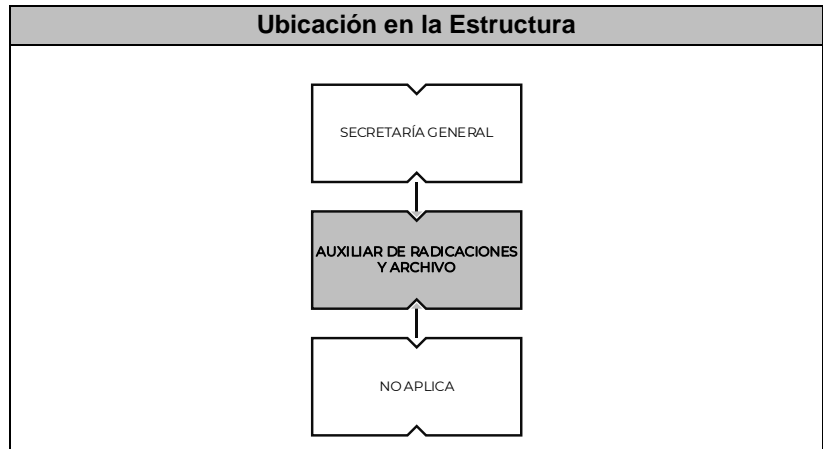 Ubicación en la Estructura
SECRETARÍA GENERAL
AUXILIAR DE RADICACIONES
Y ARCHIVO
NO APLICA